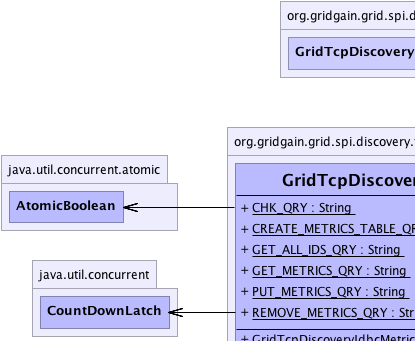 org.gridgain.grid.spi.d
GridTcpDiscovery
org.gridgain.grid.spi.discovery.
java.util.concurrent.atomic
GridTcpDiscover
AtomicBoolean
+ CHK_QRY : String
+ CREATE_METRICS_TABLE_QR
+ GET_ALL_IDS_QRY : String
+ GET_METRICS_QRY : String
java.util.concurrent
+ PUT_METRICS_QRY : String
CountDownLatch
+ REMOVE_METRICS_QRY : Str
+ GridTcpDiscoveryJdbcMetric